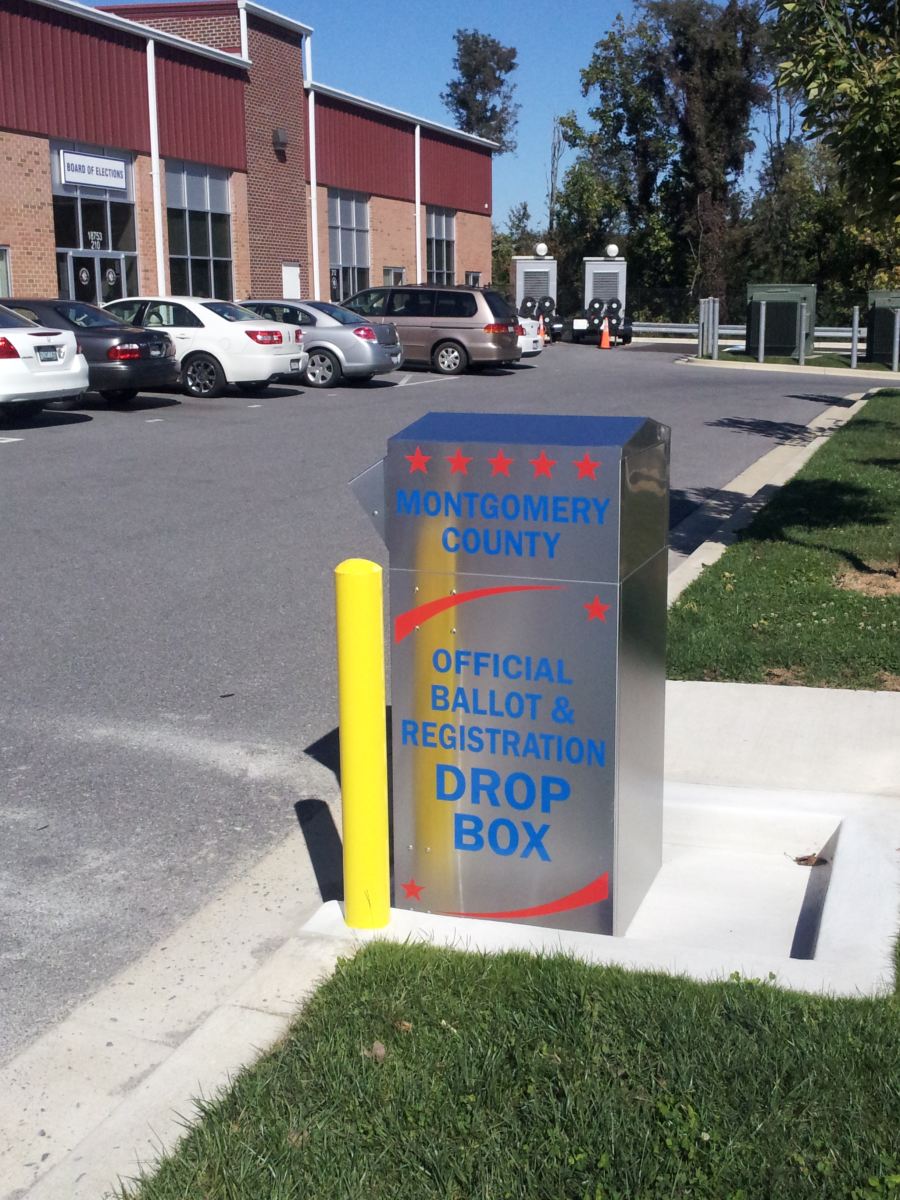 BOARD OF ELECTIONS
18753
210
MONTGOMERY
COUNTY
OFFICIAL
BALLOT &
REGISTRATION
DROP
BOX